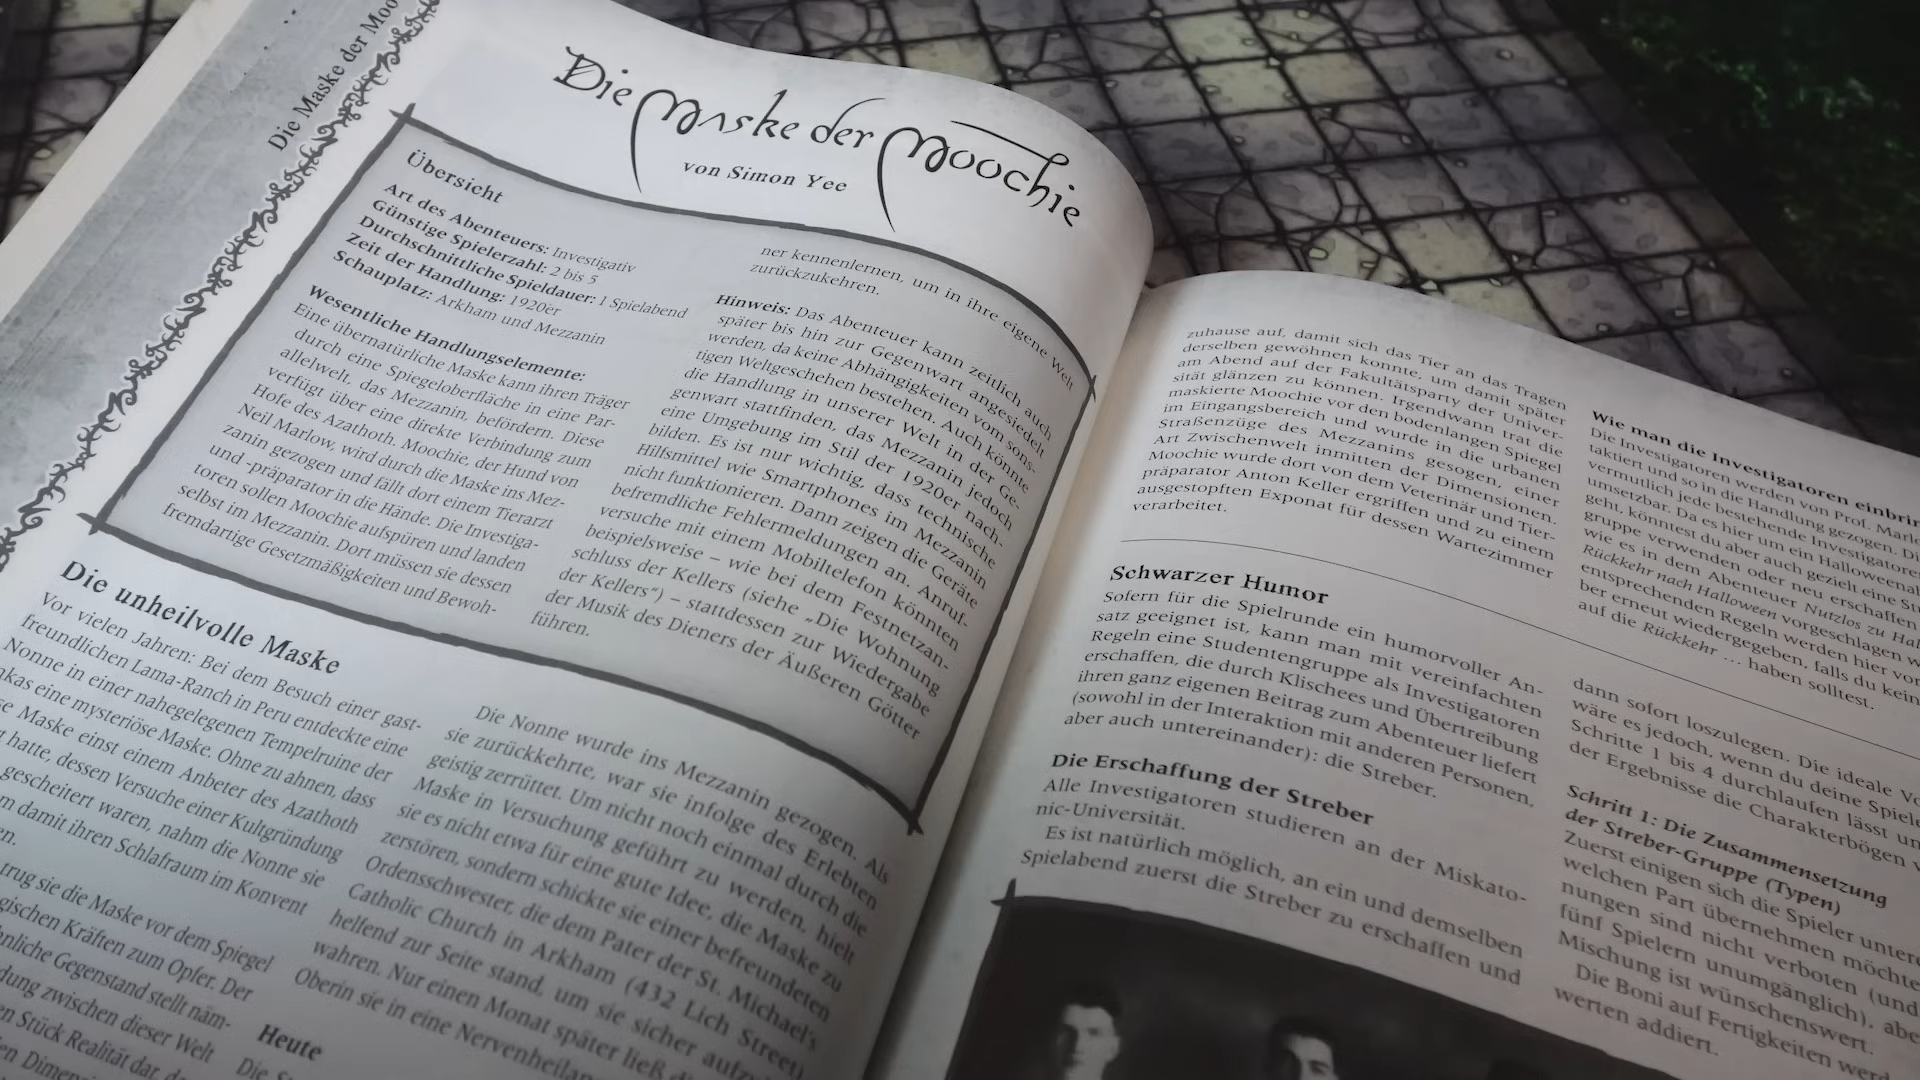 Die Maske der Moo
Die Maske der Moochie
von Simon Yee
Übersicht
Art des Abenteuers: Investigativ
Günstige Spielerzahl: 2 bis 5
Durchschnittliche Spieldauer: 1 Spielabend
Zeit der Handlung: 1920er
Schauplatz: Arkham und Mezzanin
Wesentliche Handlungselemente:
Eine übernatürliche Maske kann ihren Träger
durch eine Spiegeloberfläche in eine Par-
allelwelt, das Mezzanin, befördern. Diese
verfügt über eine direkte Verbindung zum
Hofe des Azathoth. Moochie, der Hund von
Neil Marlow, wird durch die Maske ins Mez-
zanin gezogen und fällt dort einem Tierarzt
und -präparator in die Hände. Die Investiga-
toren sollen Moochie aufspüren und landen
selbst im Mezzanin. Dort müssen sie dessen
fremdartige Gesetzmäßigkeiten und Bewoh-
ner kennenlernen, um in ihre eigene Welt
zurückzukehren.
Hinweis: Das Abenteuer kann zeitlich auch
später bis hin zur Gegenwart angesiedelt
werden, da keine Abhängigkeiten vom sons-
tigen Weltgeschehen bestehen. Auch könnte
die Handlung in unserer Welt in der Ge-
genwart stattfinden, das Mezzanin jedoch
eine Umgebung im Stil der 1920er nach-
bilden. Es ist nur wichtig, dass technische
Hilfsmittel wie Smartphones im Mezzanin
nicht funktionieren. Dann zeigen die Geräte
befremdliche Fehlermeldungen an. Anruf-
versuche mit einem Mobiltelefon könnten
beispielsweise – wie bei dem Festnetzan-
schluss der Kellers (siehe „Die Wohnung
der Kellers“) – stattdessen zur Wiedergabe
der Musik des Dieners der Äußeren Götter
führen.
Die unheilvolle Maske
Vor vielen Jahren: Bei dem Besuch einer gast-
freundlichen Lama-Ranch in Peru entdeckte eine
Nonne in einer nahegelegenen Tempelruine der
nkas eine mysteriöse Maske. Ohne zu ahnen, dass
se Maske einst einem Anbeter des Azathoth
g hatte, dessen Versuche einer Kultgründung
gescheitert waren, nahm die Nonne sie
m damit ihren Schlafraum im Konvent
en.
trug sie die Maske vor dem Spiegel
gischen Kräften zum Opfer. Der
hnliche Gegenstand stellt näm-
dung zwischen dieser Welt
en Stück Realität dar, d
en Dimens
Die Nonne wurde ins Mezzanin gezogen. Als
sie zurückkehrte, war sie infolge des Erlebten
geistig zerrüttet. Um nicht noch einmal durch die
Maske in Versuchung geführt zu werden, hielt
sie es nicht etwa für eine gute Idee, die Maske zu
zerstören, sondern schickte sie einer befreundeten
Ordensschwester, die dem Pater der St. Michael's
Catholic Church in Arkham (432 Lich Street)
helfend zur Seite stand, um sie sicher aufzu
wahren. Nur einen Monat später ließ di
Oberin sie in eine Nervenheilan
Heute
Die S
zuhause auf, damit sich das Tier an das Tragen
derselben gewöhnen konnte, um damit später
am Abend auf der Fakultätsparty der Univer-
sität glänzen zu können. Irgendwann trat die
maskierte Moochie vor den bodenlangen Spiegel
im Eingangsbereich und wurde in die urbanen
Straßenzüge des Mezzanins gesogen, einer
Art Zwischenwelt inmitten der Dimensionen.
Moochie wurde dort von dem Veterinär und Tier-
präparator Anton Keller ergriffen und zu einem
ausgestopften Exponat für dessen Wartezimmer
verarbeitet.
Schwarzer Humor
Sofern für die Spielrunde ein humorvoller An-
satz geeignet ist, kann man mit vereinfachten
Regeln eine Studentengruppe als Investigatoren
erschaffen, die durch Klischees und Übertreibung
ihren ganz eigenen Beitrag zum Abenteuer liefert
(sowohl in der Interaktion mit anderen Personen,
aber auch untereinander): die Streber.
Die Erschaffung der Streber
Alle Investigatoren studieren an der Miskato-
nic-Universität.
Es ist natürlich möglich, an ein und demselben
Spielabend zuerst die Streber zu erschaffen und
Wie man die Investigatoren einbrin
Die Investigatoren werden von Prof. Marlo
taktiert und so in die Handlung gezogen. Di
vermutlich jede bestehende Investigatoren
umsetzbar. Da es hier um ein Halloweenab
geht, könntest du aber auch gezielt eine St
gruppe verwenden oder neu erschaffen
wie es in dem Abenteuer Nutzlos zu Hal
Rückkehr nach Halloween vorgeschlagen w
entsprechenden Regeln werden hier vor
ber erneut wiedergegeben, falls du kein
auf die Rückkehr … haben solltest.
dann sofort loszulegen. Die ideale Vo
wäre es jedoch, wenn du deine Spiele
Schritte 1 bis 4 durchlaufen lässt un
der Ergebnisse die Charakterbögen v
Schritt 1: Die Zusammensetzung
der Streber-Gruppe (Typen)
Zuerst einigen sich die Spieler untere
welchen Part übernehmen möchte
nungen sind nicht verboten (und
fünf Spielern unumgänglich), abe
Mischung ist wünschenswert.
Die Boni auf Fertigkeiten werd
werten addiert.